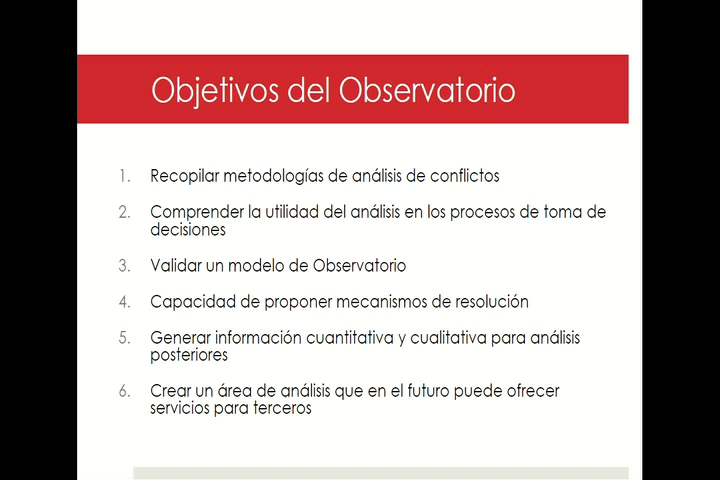 Objetivos del Observatorio
1. Recopilar metodologías de análisis de conflictos
2. Comprender la utilidad del análisis en los procesos de toma de
decisiones
3. Validar un modelo de Observatorio
4. Capacidad de proponer mecanismos de resolución
5. Generar información cuantitativa y cualitativa para análisis
posteriores
6. Crear un área de análisis que en el futuro puede ofrecer
servicios para terceros